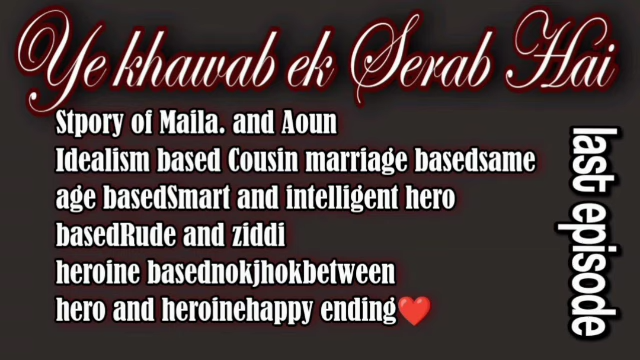 Ye khawab ek Serab Hai
Stpory of Maila. and Aoun
Idealism based Cousin marriage basedsame
age basedSmart and intelligent hero
basedRude and ziddi
heroine basednokjhokbetween
hero and heroinehappy ending❤️
last episode